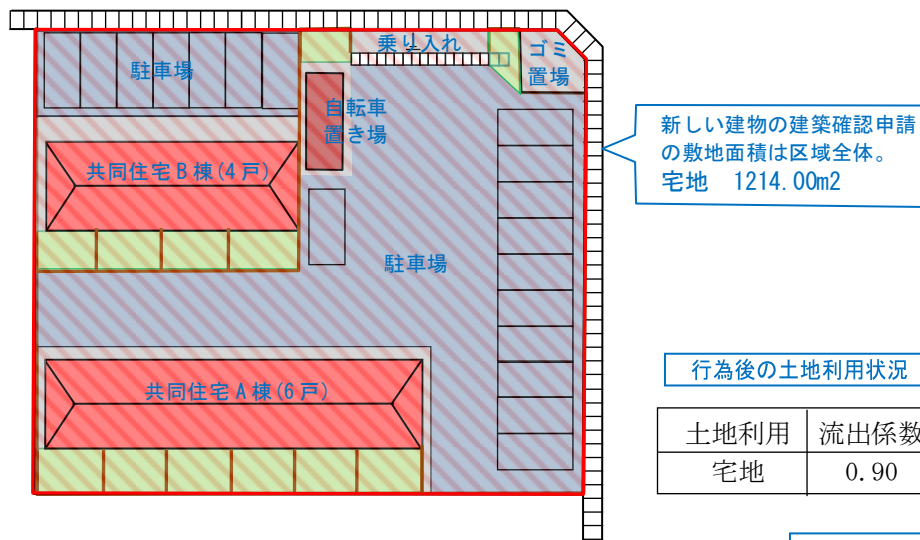 乗り入れ
ゴミ
置場
駐車場
自転車
置き場
新しい建物の建築確認申請
の敷地面積は区域全体。
宅地 1214.00m2
共同住宅B棟(4戸)
駐車場
行為後の土地利用状況
共同住宅A棟(6戸)
土地利用 流出係数
宅地 0.90